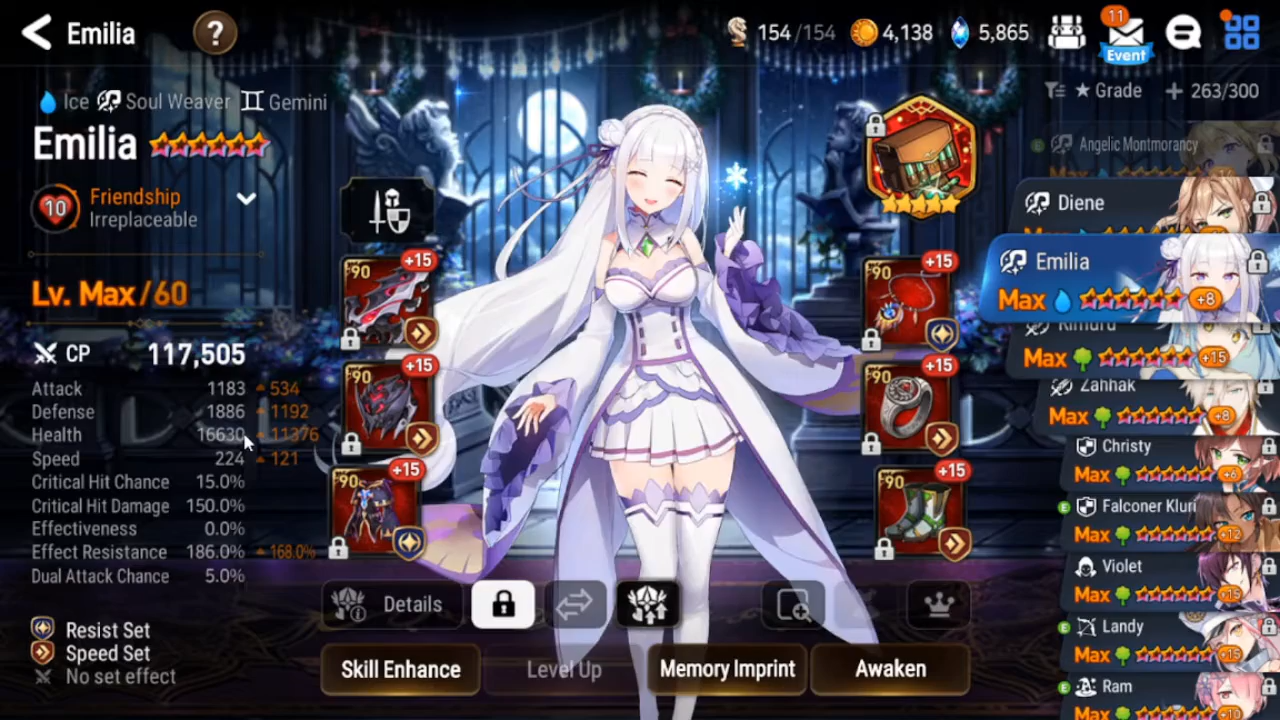 Emilia
?
154/154
4,138
5,865
11
Event
Ice Soul Weaver Gemini
Emilia
Grade
263/300
10
Friendship
Irreplaceable
Lv. Max/60
CP 117,505
Attack 1183 534
Defense 1886 1192
Health 16630 11376
Speed 224 121
Critical Hit Chance 15.0%
Critical Hit Damage 150.0%
Effectiveness 0.0%
Effect Resistance 186.0% 168.0%
Dual Attack Chance 5.0%
Resist Set
Speed Set
No set effect
90 +15
90 +15
90 +15
90 +15
90 +15
90 +15
Details
Skill Enhance
Level Up
Memory Imprint
Awaken
Angelic Montmorancy
Diene
Emilia
Max +8
Rimuru
Max +15
Zahhak
Max +8
Christy
Max +6
Falconer Kluri
Max +12
Violet
Max +15
Landy
Max +15
Ram
Max +10